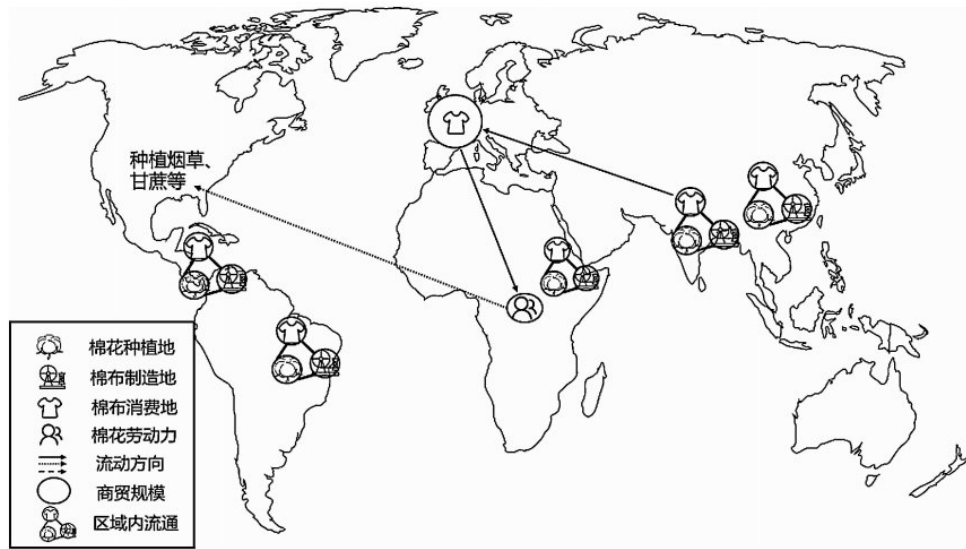 种植烟草、
甘蔗等
棉花种植地
棉布制造地
棉布消费地
棉花劳动力
流动方向
商贸规模
区域内流通